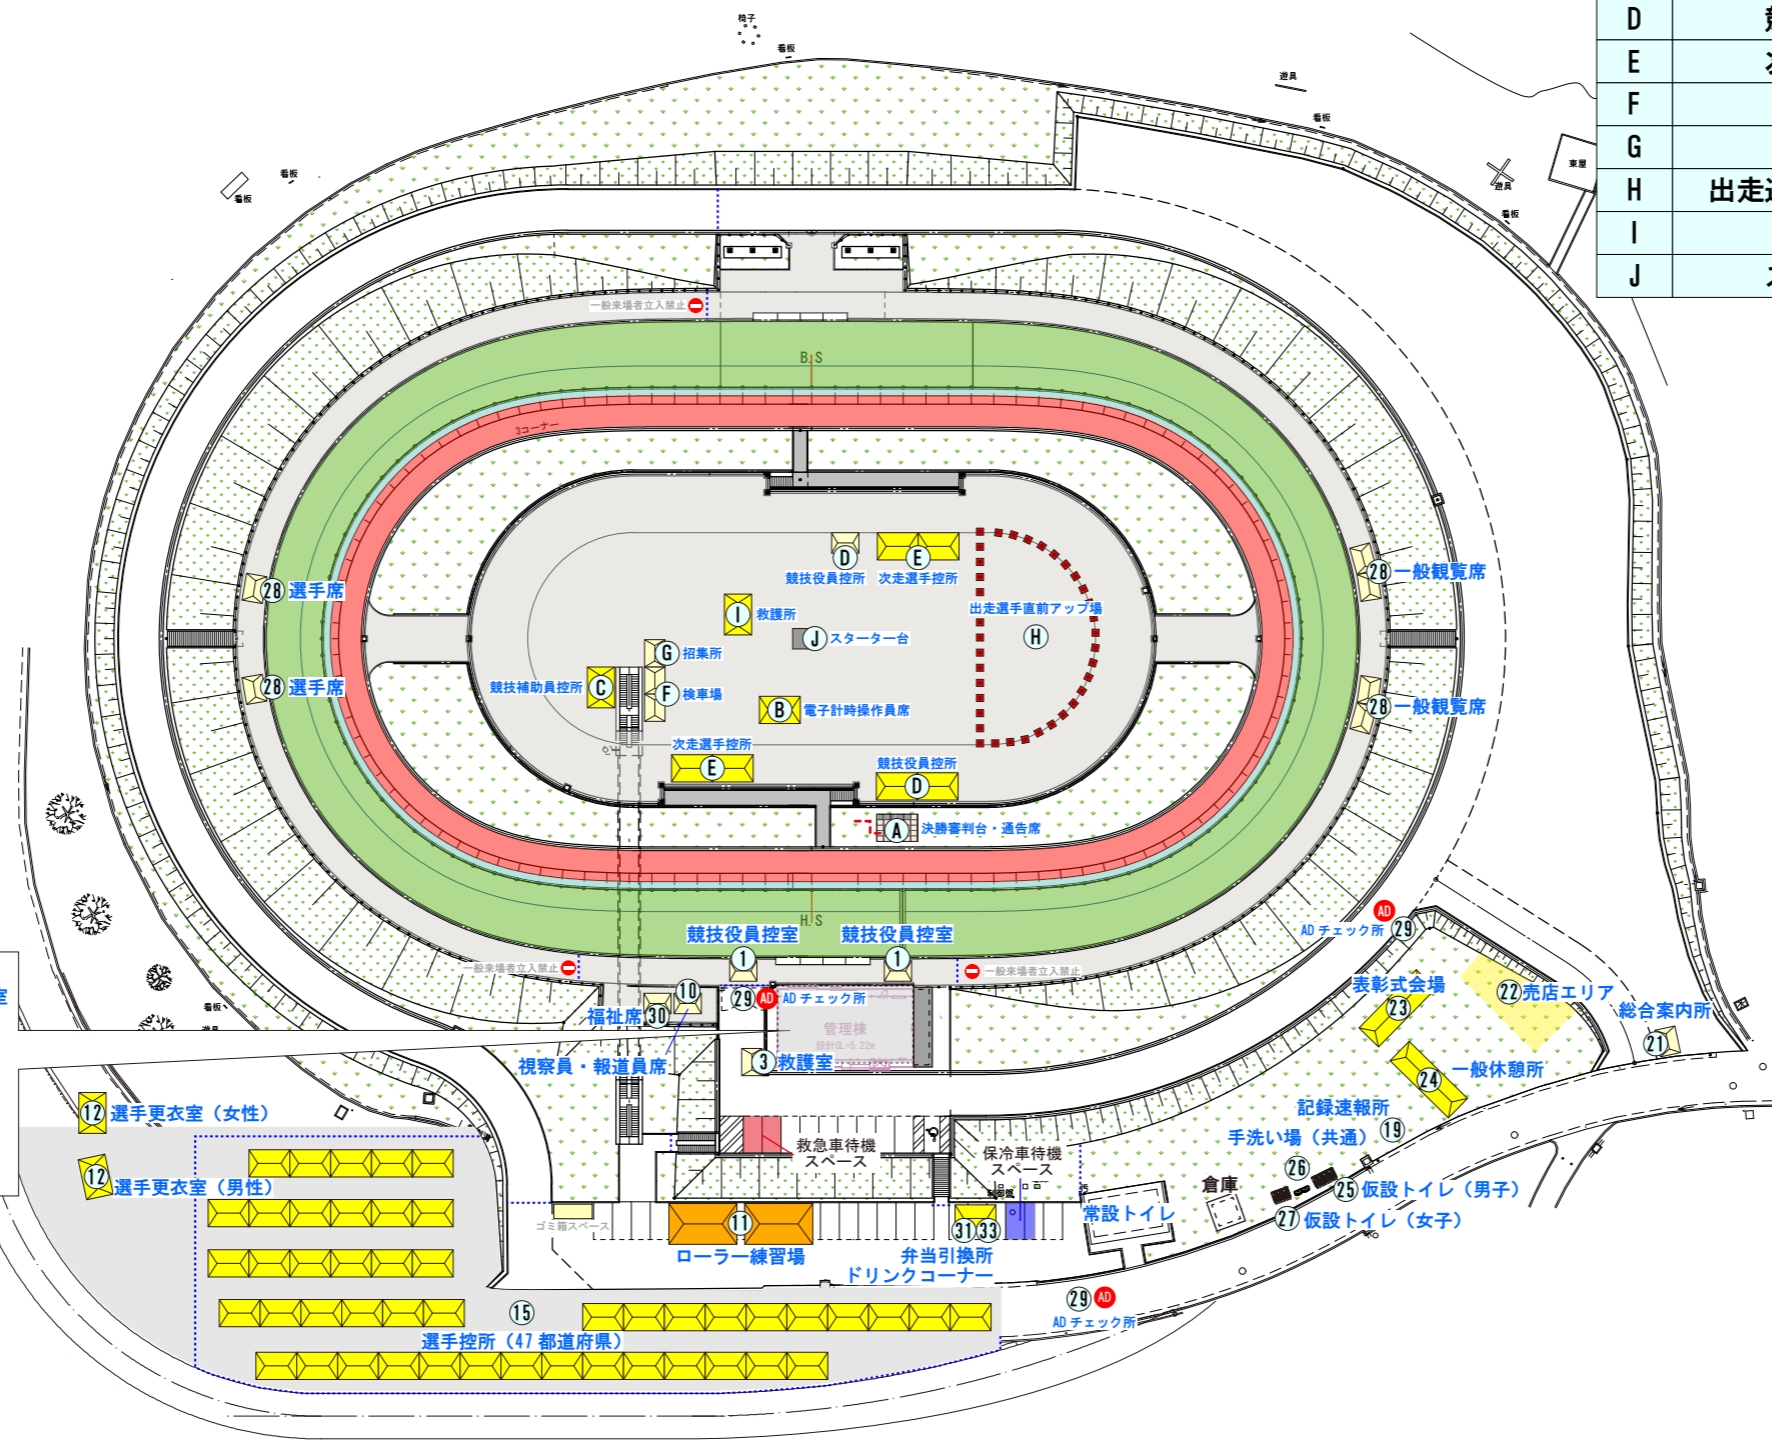 椅子
看板
遊具
看板
東屋
看板
看板
遊具
看板
D
E
F
G
H 出走
I
J
一般来場者立入禁止
B.S
3コーナー
D
競技役員控所
E
次走選手控所
I 救護所
出走選手直前アップ場
H
J スターター台
G 招集所
C 競技補助員控所
F 検車場
B 電子計時操作員席
次走選手控所
E
競技役員控所
D
A 決勝審判台・通告席
28 選手席
28 選手席
28 一般観覧席
28 一般観覧席
H.S
競技役員控室
1
競技役員控室
1
一般来場者立入禁止
一般来場者立入禁止
AD
ADチェック所 29
10
福祉席 30
29 AD ADチェック所
視察員・報道員席
管理棟
設計GL=5.22m
3 救護室
表彰式会場
23
22 売店エリア
総合案内所
21
24 一般休憩所
記録速報所
19
手洗い場(共通)
26
25 仮設トイレ(男子)
27 仮設トイレ(女子)
倉庫
常設トイレ
看板
室
12 選手更衣室(女性)
12 選手更衣室(男性)
救急車待機
スペース
保冷車待機
スペース
ゴミ箱スペース
11
ローラー練習場
31 33
弁当引換所
ドリンクコーナー
15
選手控所(47都道府県)
29 AD
ADチェック所